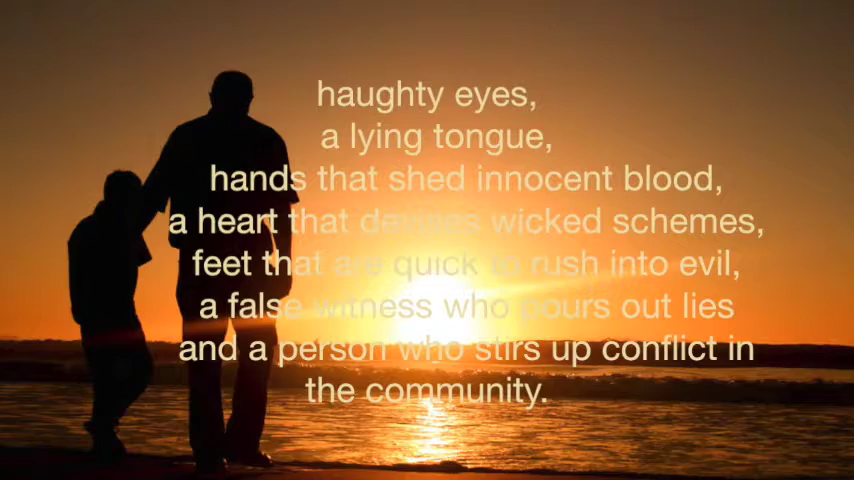 haughty eyes,
a lying tongue,
hands that shed innocent blood,
a heart that devises wicked schemes,
feet that are quick to rush into evil,
a false witness who pours out lies
and a person who stirs up conflict in
the community.